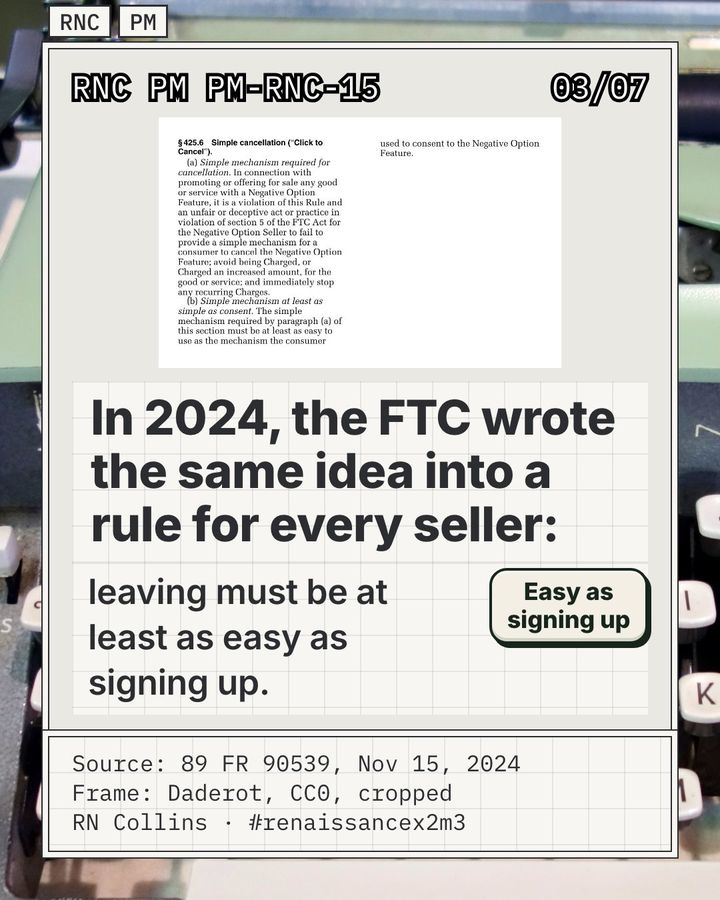 RNC PM
RNC PM PM-RNC-15 03/07
§ 425.6 Simple cancellation (“Click to
Cancel”).
(a) Simple mechanism required for
cancellation. In connection with
promoting or offering for sale any good
or service with a Negative Option
Feature, it is a violation of this Rule and
an unfair or deceptive act or practice in
violation of section 5 of the FTC Act for
the Negative Option Seller to fail to
provide a simple mechanism for a
consumer to cancel the Negative Option
Feature; avoid being Charged, or
Charged an increased amount, for the
good or service; and immediately stop
any recurring Charges.
(b) Simple mechanism at least as
simple as consent. The simple
mechanism required by paragraph (a) of
this section must be at least as easy to
use as the mechanism the consumer
used to consent to the Negative Option
Feature.
In 2024, the FTC wrote
the same idea into a
rule for every seller:
leaving must be at
least as easy as
signing up.
Easy as
signing up
I
K
Source: 89 FR 90539, Nov 15, 2024
Frame: Daderot, CC0, cropped
RN Collins · #renaissancex2m3